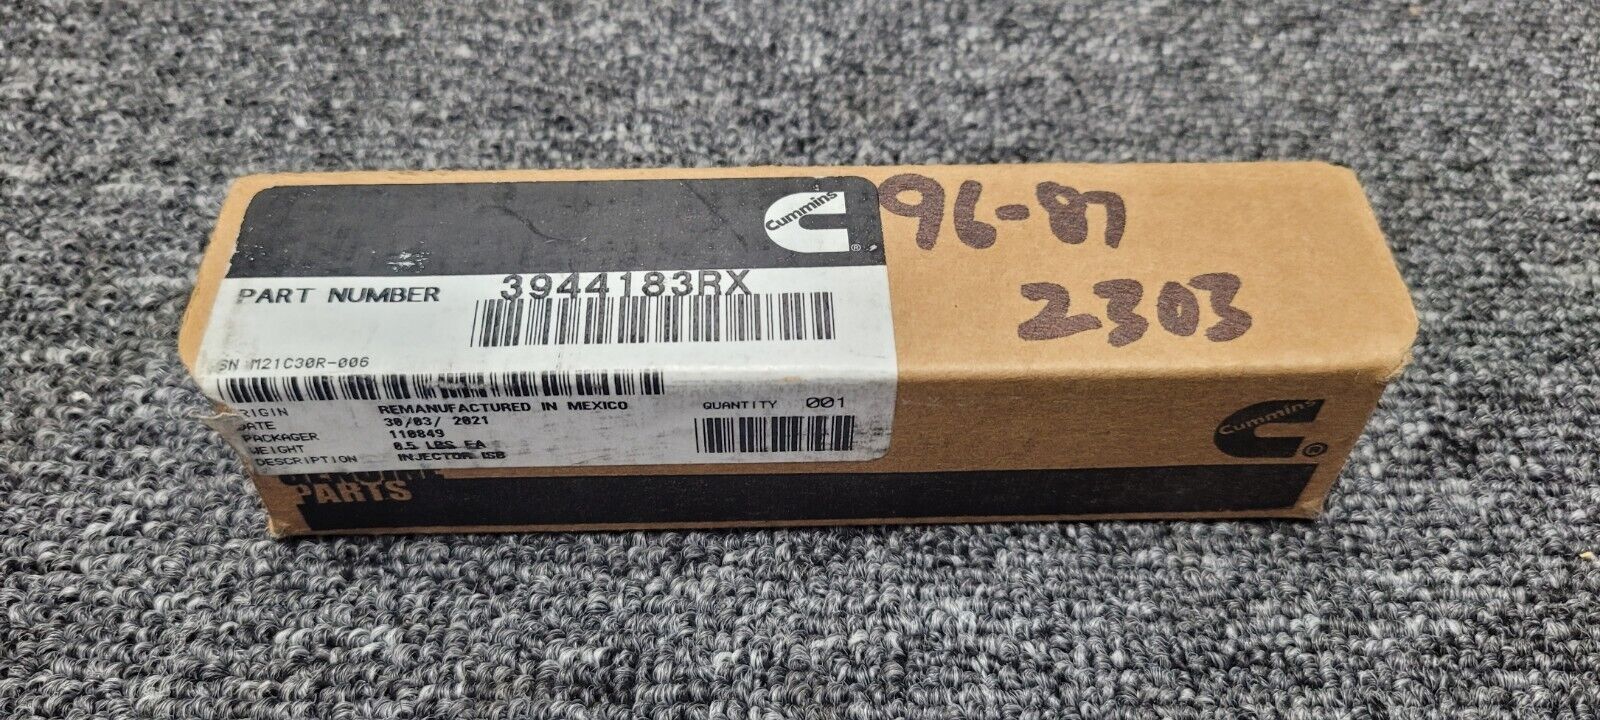 Cummins
®
96-87
2303
PART NUMBER 3944183RX
SN M21C30R-006
RIGIN REMANUFACTURED IN MEXICO
DATE 30/03/ 2021
PACKAGER 110849
WEIGHT 0.5 LBS EA
DESCRIPTION INJECTOR ISB
QUANTITY 001
PARTS
Cummins
®